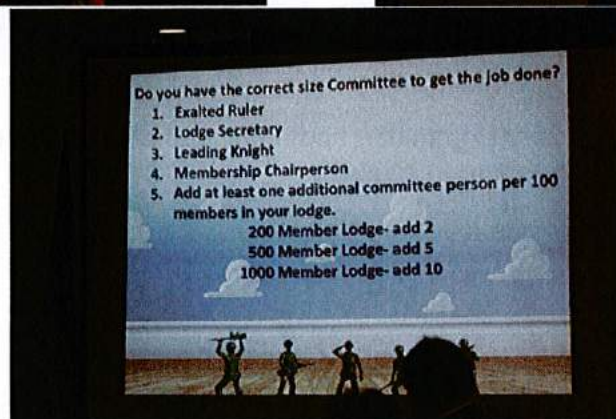 Do you have the correct size Committee to get the job done?
1. Exalted Ruler
2. Lodge Secretary
3. Leading Knight
4. Membership Chairperson
5. Add at least one additional committee person per 100
members in your lodge.
200 Member Lodge- add 2
500 Member Lodge- add 5
1000 Member Lodge- add 10